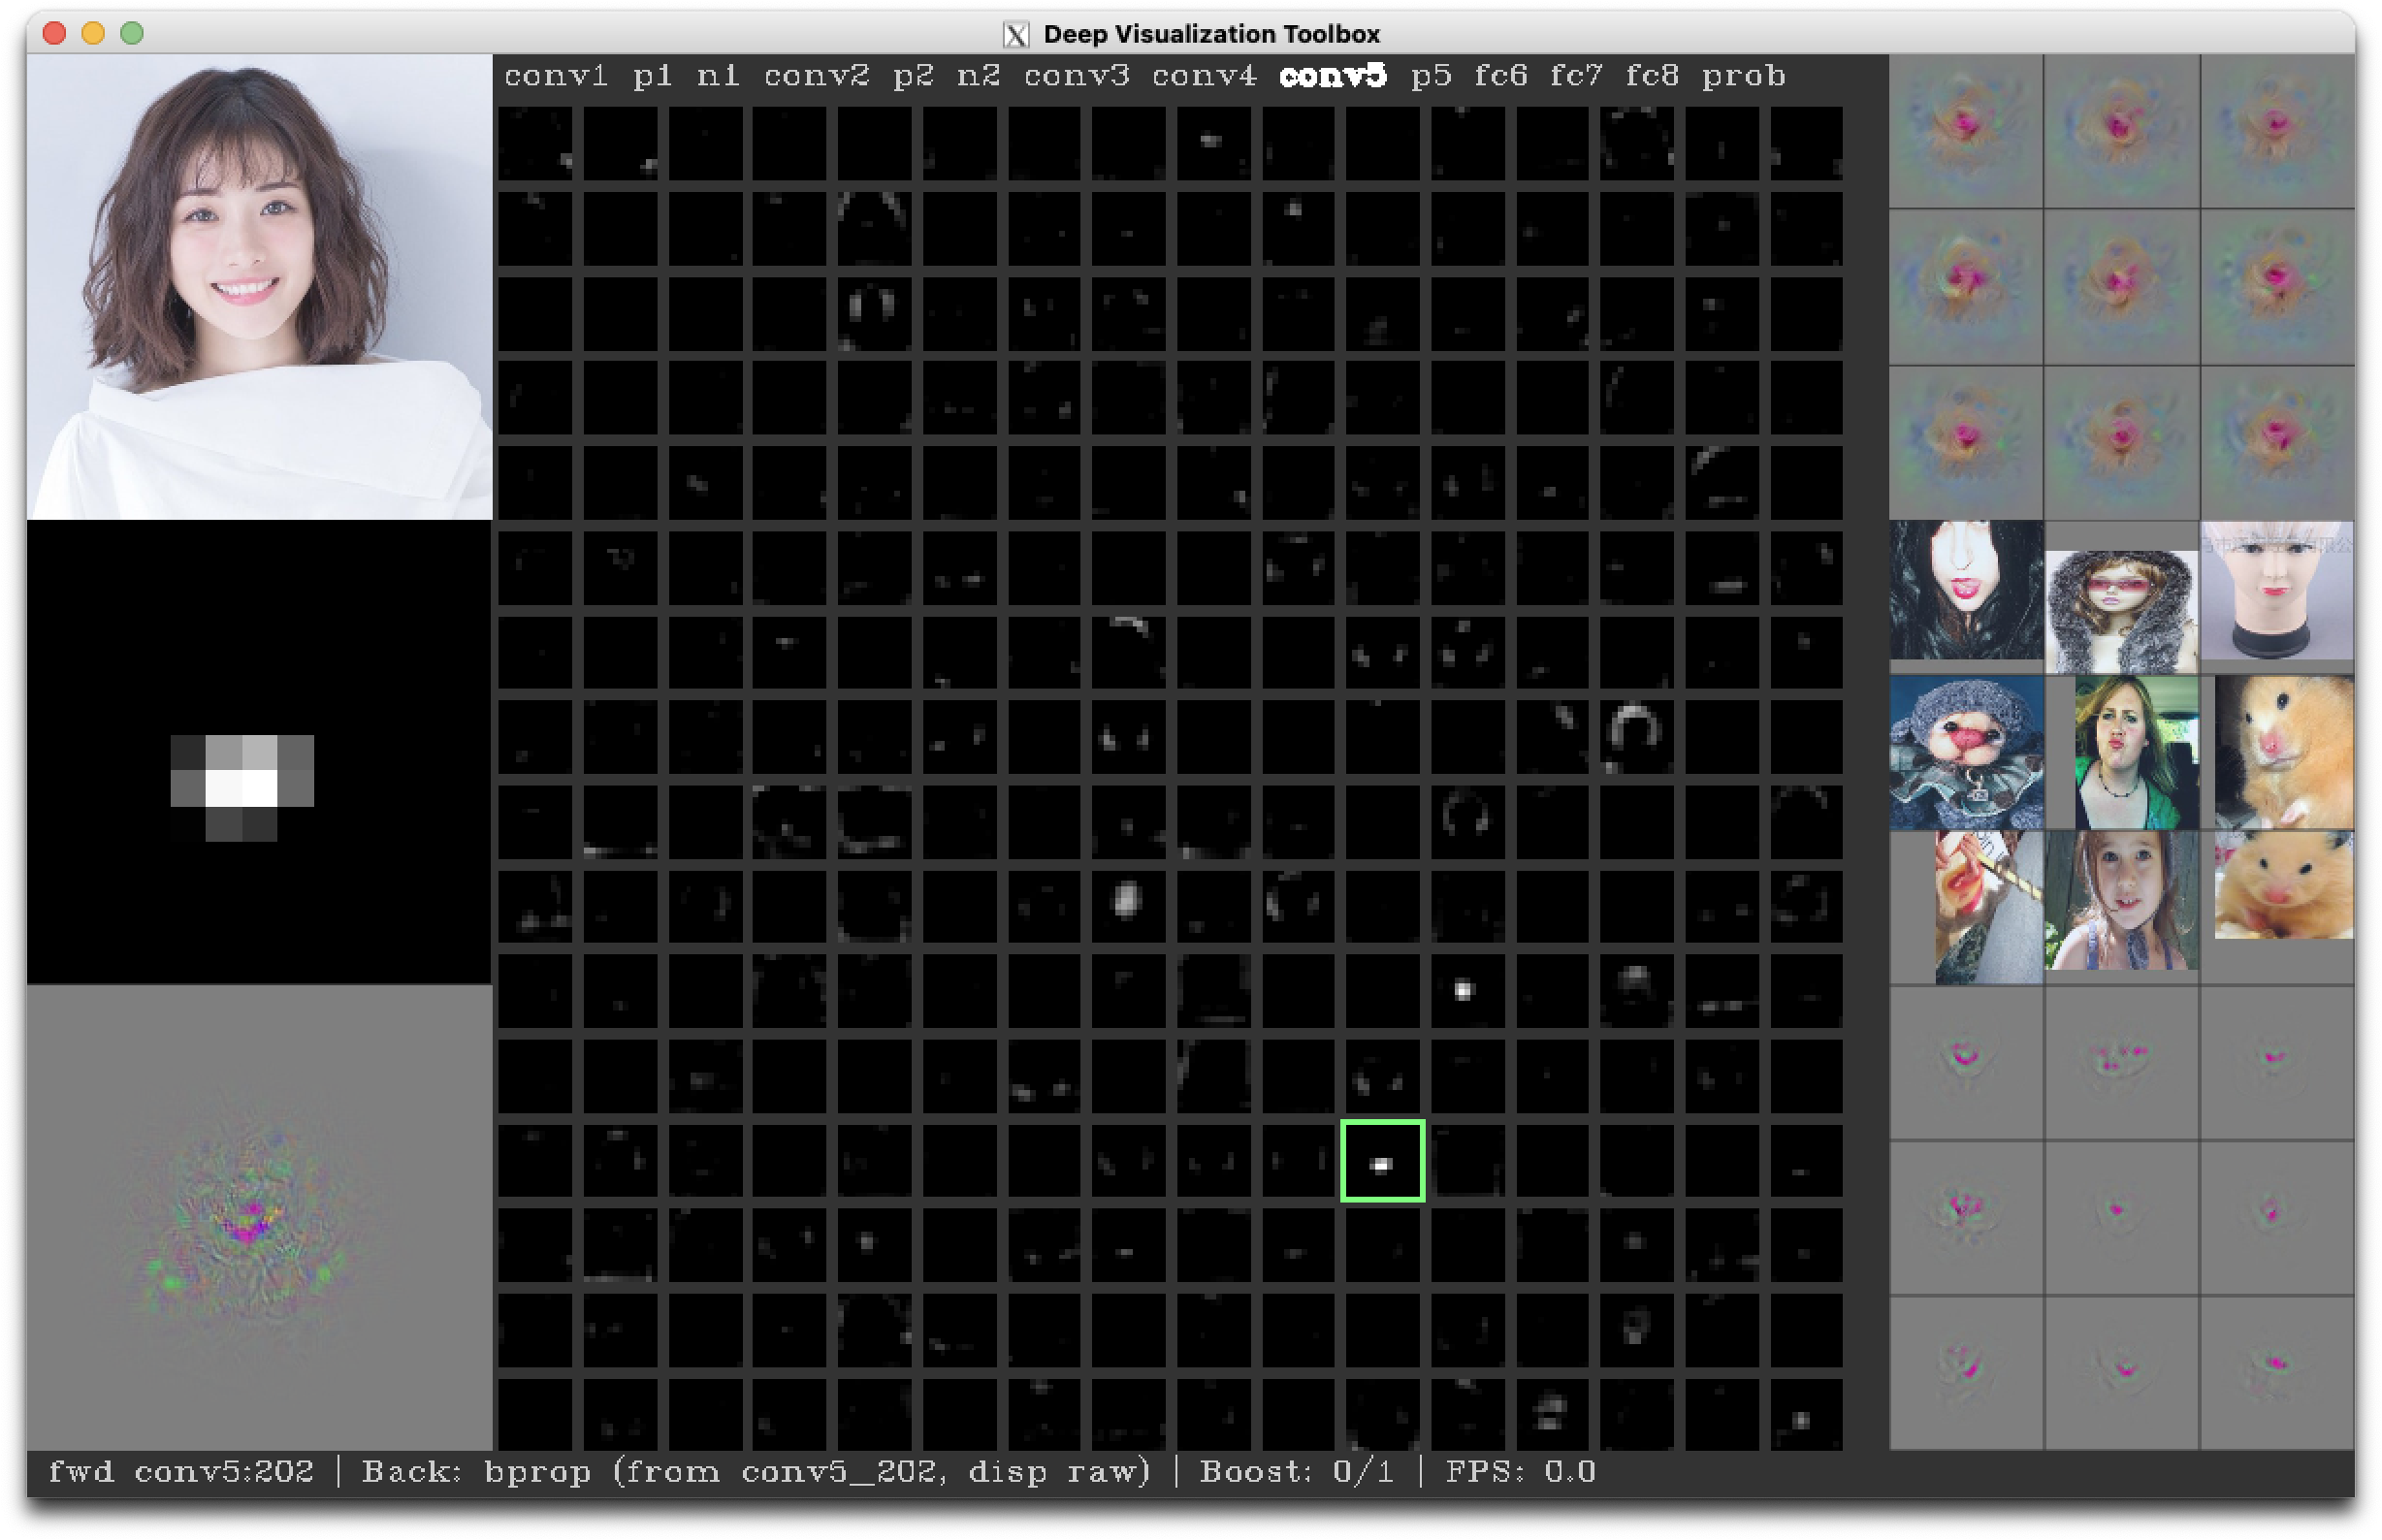 Deep Visualization Toolbox
conv1 p1 n1 conv2 p2 n2 conv3 conv4 conv5 p5 fc6 fc7 fc8 prob
fwd conv5:202 | Back: bprop (from conv5_202, disp raw) | Boost: 0/1 | FPS: 0.0